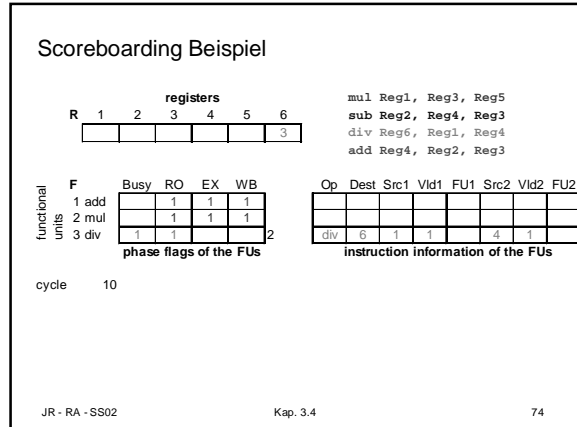 Scoreboarding Beispiel
registers
R 1 2 3 4 5 6
3
mul Reg1, Reg3, Reg5
sub Reg2, Reg4, Reg3
div Reg6, Reg1, Reg4
add Reg4, Reg2, Reg3
functional units
F Busy RO EX WB
1 add 1 1 1
2 mul 1 1 1
3 div 1 1 2
phase flags of the FUs
Op Dest Src1 Vld1 FU1 Src2 Vld2 FU2
div 6 1 1 4 1
instruction information of the FUs
cycle 10
JR - RA - SS02 Kap. 3.4 74